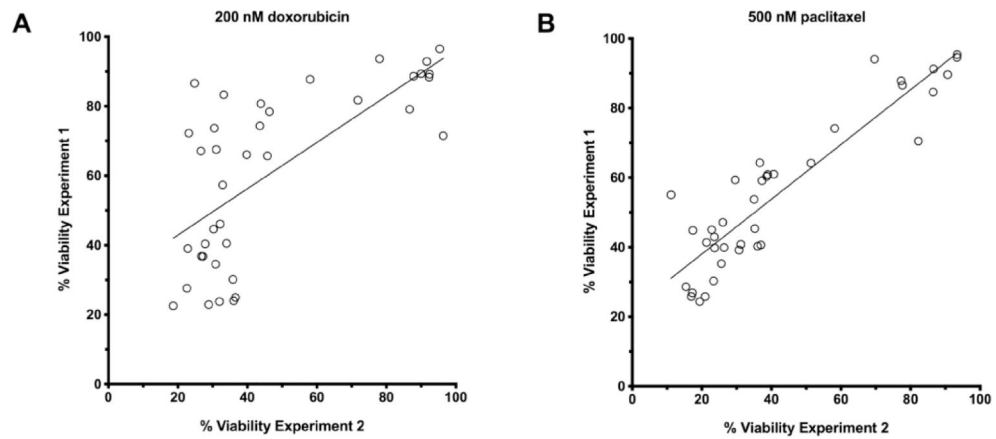 A
200 nM doxorubicin
% Viability Experiment 1
100
80
60
40
20
0
0 20 40 60 80 100
% Viability Experiment 2
B
500 nM paclitaxel
% Viability Experiment 1
100
80
60
40
20
0
0 20 40 60 80 100
% Viability Experiment 2